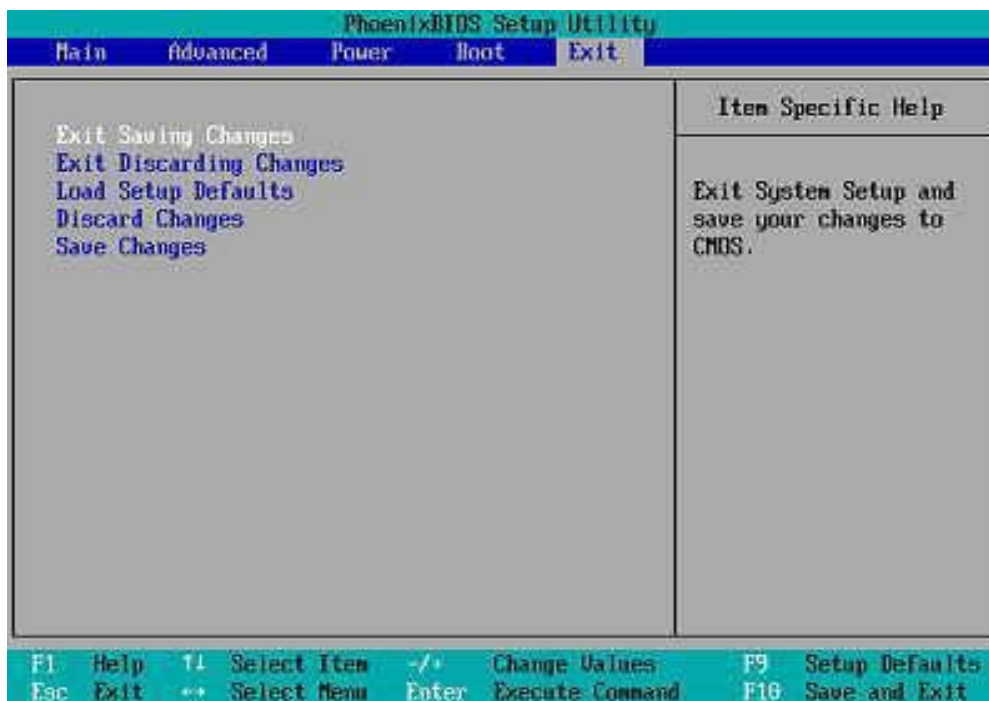 PhoenixBIOS Setup Utility
Main Advanced Power Boot Exit
Item Specific Help
Exit Saving Changes
Exit Discarding Changes
Load Setup Defaults
Discard Changes
Save Changes
Exit System Setup and
save your changes to
CMOS.
F1 Help ↑↓ Select Item -/+ Change Values F9 Setup Defaults
Esc Exit ↔ Select Menu Enter Execute Command F10 Save and Exit